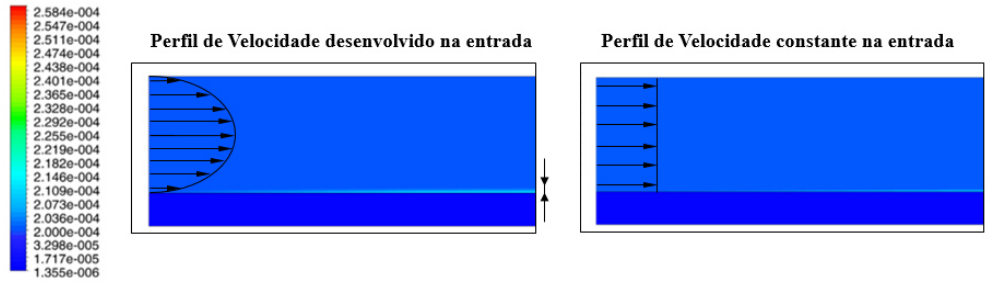 2.584e-004
2.547e-004
2.511e-004
2.474e-004
2.438e-004
2.401e-004
2.365e-004
2.328e-004
2.292e-004
2.255e-004
2.219e-004
2.182e-004
2.146e-004
2.109e-004
2.073e-004
2.036e-004
2.000e-004
3.298e-005
1.717e-005
1.355e-006
Perfil de Velocidade desenvolvido na entrada
Perfil de Velocidade constante na entrada